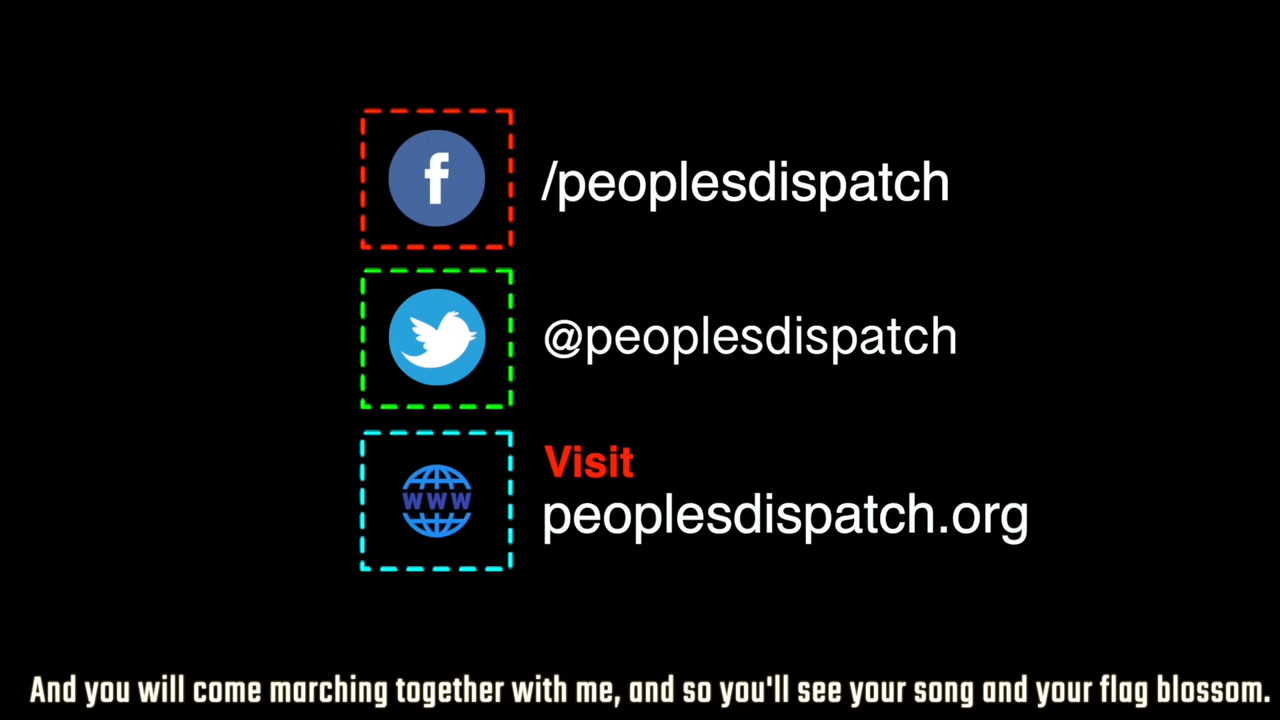 f
/peoplesdispatch
@peoplesdispatch
Visit
www
peoplesdispatch.org
And you will come marching together with me, and so you'll see your song and your flag blossom.